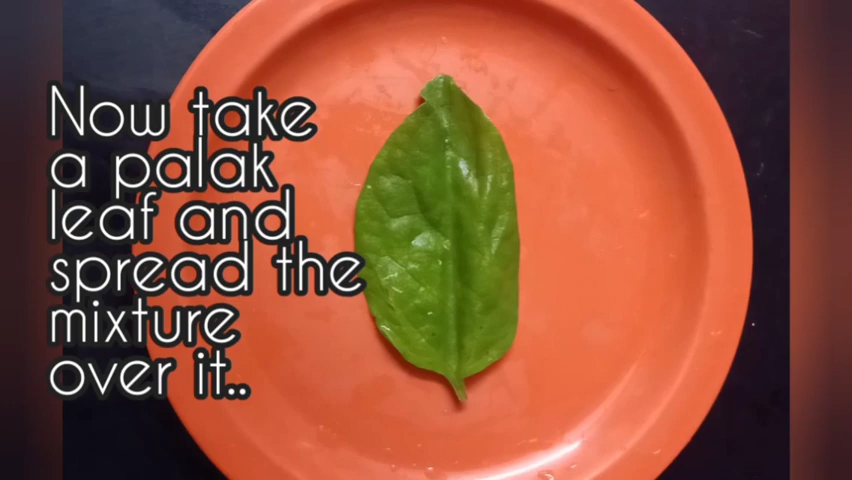 Now take
a palak
leaf and
spread the
mixture
over it..